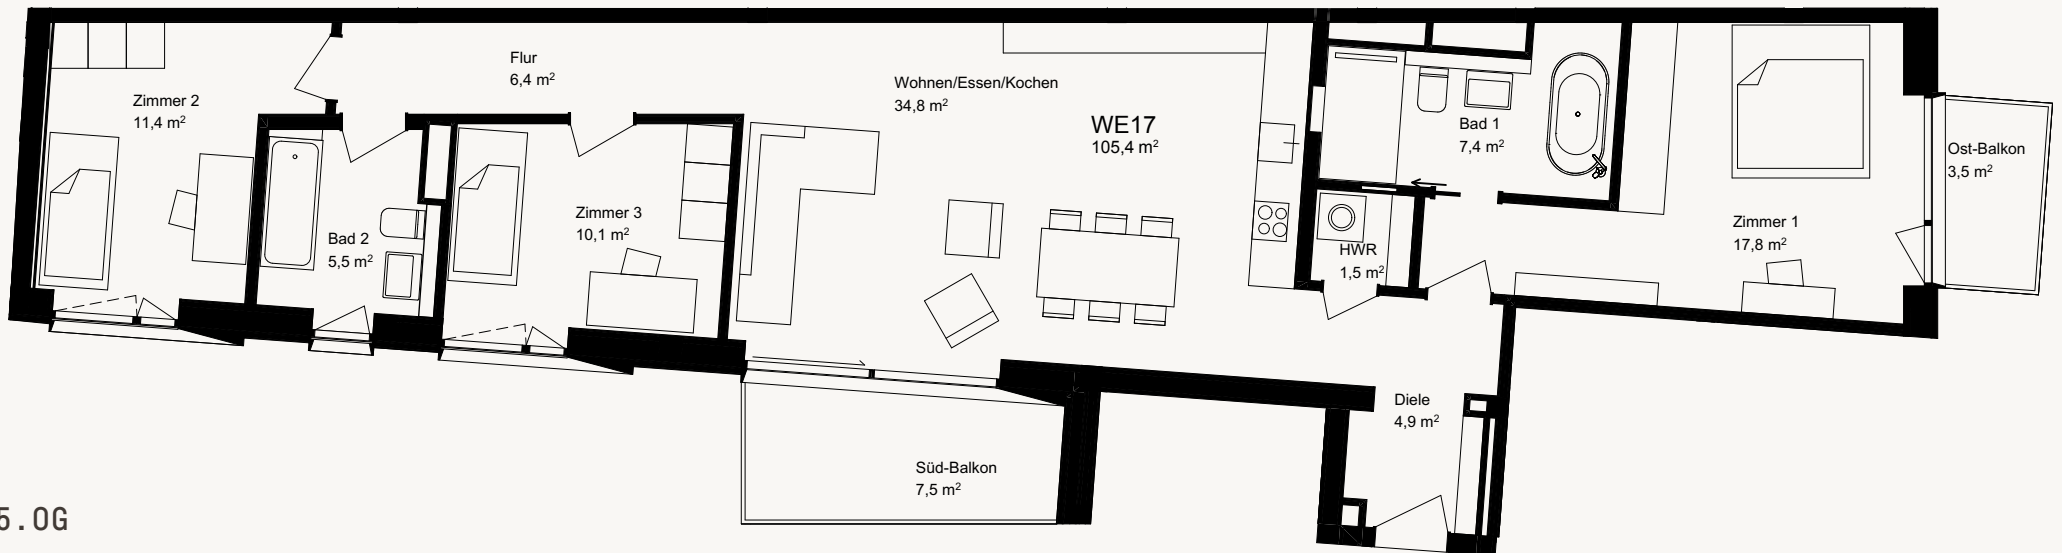 Flur
6,4 m²
Zimmer 2
11,4 m²
Wohnen/Essen/Kochen
34,8 m²
WE17
105,4 m²
Bad 1
7,4 m²
Ost-Balkon
3,5 m²
Zimmer 3
10,1 m²
Bad 2
5,5 m²
HWR
1,5 m²
Zimmer 1
17,8 m²
Diele
4,9 m²
Süd-Balkon
7,5 m²
5.OG